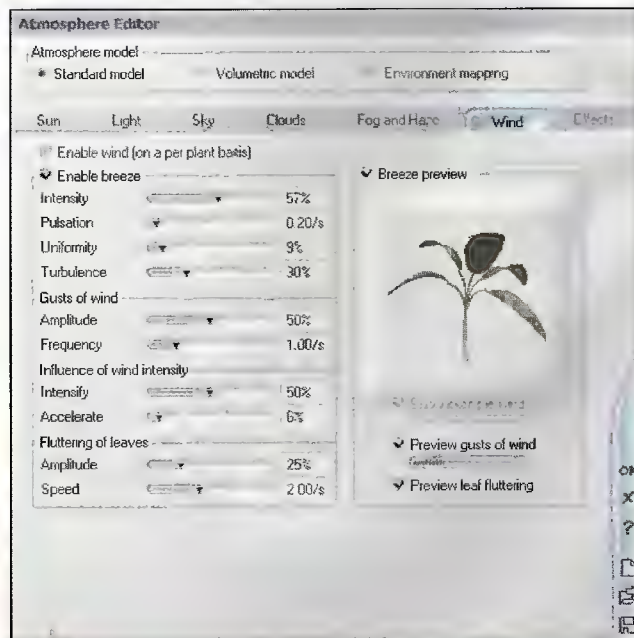 Atmosphere Editor
Atmosphere model
Standard model Volumetric model Environment mapping
Sun Light Sky Clouds Fog and Haze Wind Effects
Enable wind (on a per plant basis)
Enable breeze
Breeze preview
Intensity 57%
Pulsation 0.20/s
Uniformity 9%
Turbulence 30%
Gusts of wind
Amplitude 50%
Frequency 1.00/s
Influence of wind intensity
Intensify 50%
Accelerate 6%
Fluttering of leaves
Amplitude 25%
Speed 2.00/s
Preview gusts of wind
Preview leaf fluttering
OK
X
?